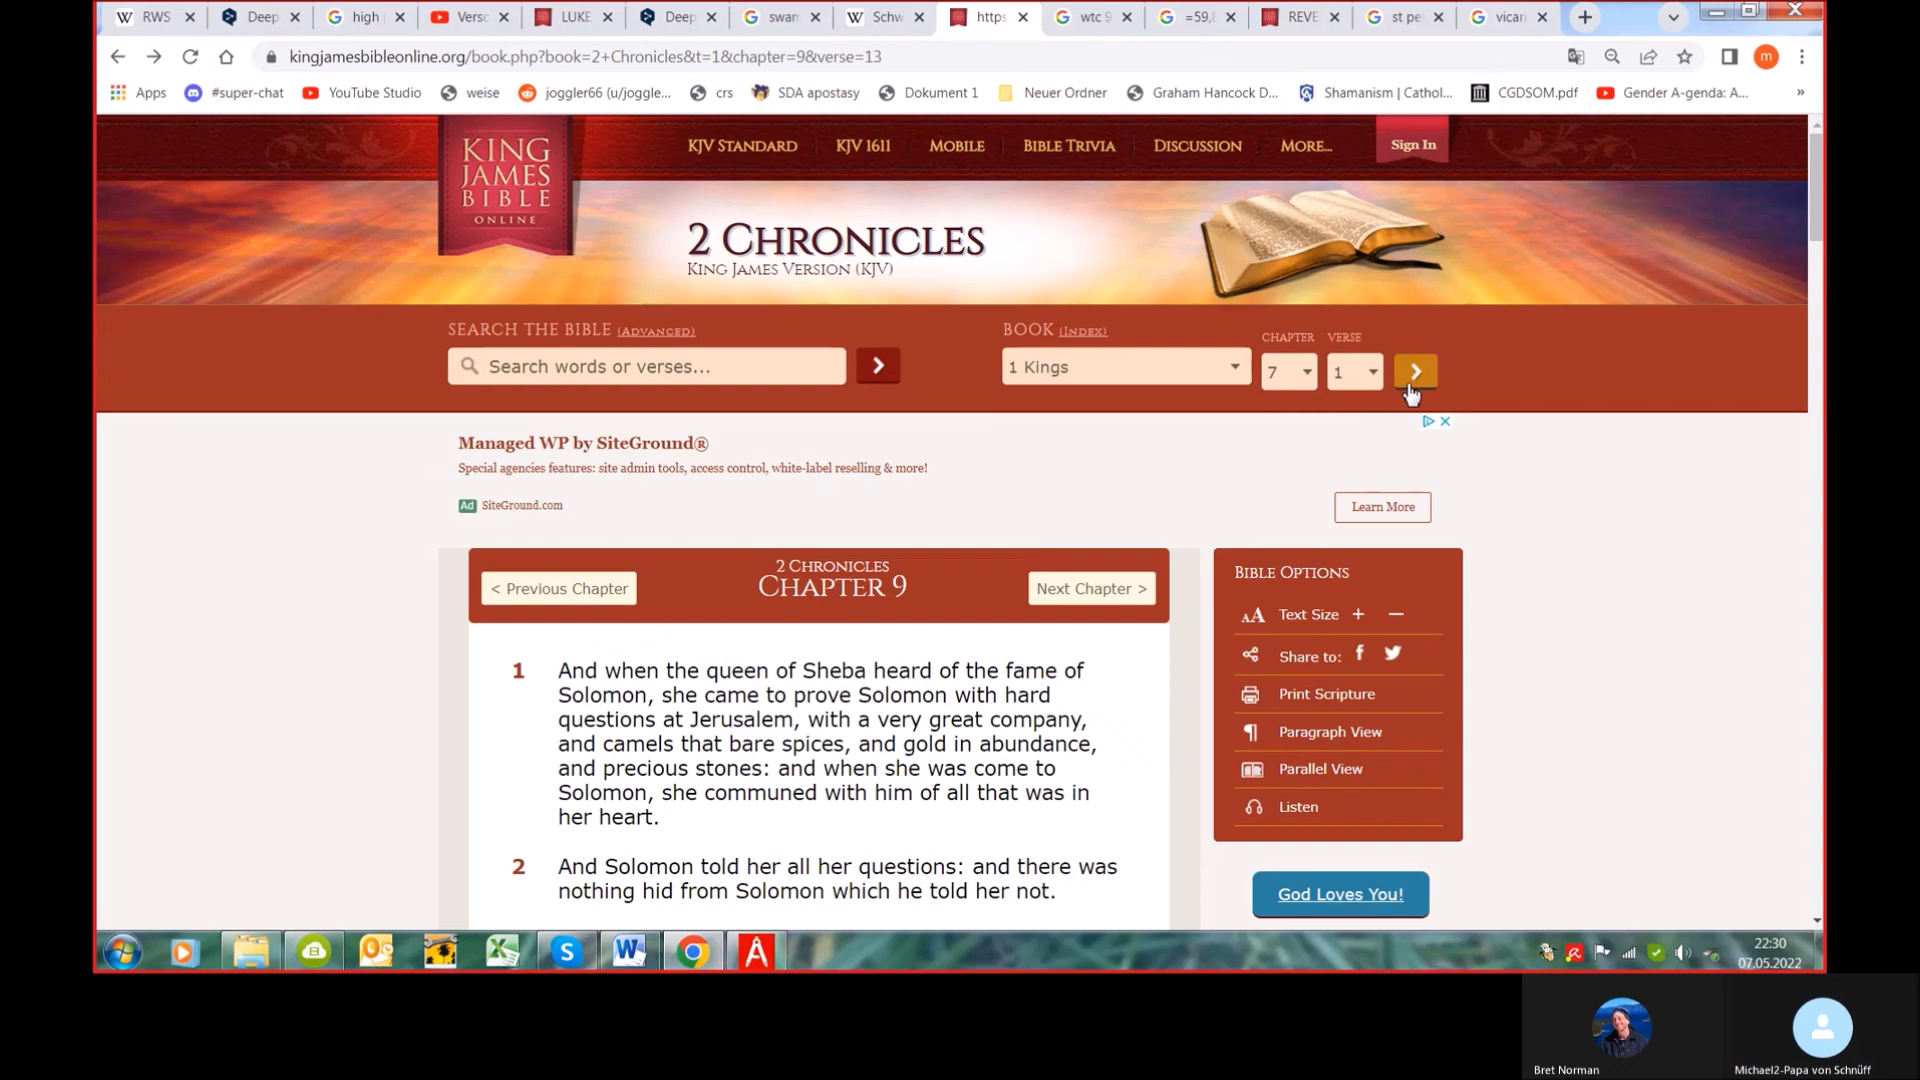 RWS
Deep
high
Versc
LUKE
Deep
swan
Schw
https
wtc 9
=59,8
REVE
st pe
vicari
kingjamesbibleonline.org/book.php?book=2+Chronicles&t=1&chapter=9&verse=13
m
Apps
#super-chat
YouTube Studio
weise
joggler66 (u/joggle...
crs
SDA apostasy
Dokument 1
Neuer Ordner
Graham Hancock D...
Shamanism | Cathol...
CGDSOM.pdf
Gender A-genda: A...
»
KING
JAMES
BIBLE
ONLINE
KJV STANDARD
KJV 1611
MOBILE
BIBLE TRIVIA
DISCUSSION
MORE...
Sign In
2 CHRONICLES
KING JAMES VERSION (KJV)
SEARCH THE BIBLE (ADVANCED)
Search words or verses...
BOOK (INDEX)
CHAPTER
VERSE
1 Kings
7
1
Managed WP by SiteGround®
Special agencies features: site admin tools, access control, white-label reselling & more!
Ad SiteGround.com
Learn More
< Previous Chapter
2 CHRONICLES
CHAPTER 9
Next Chapter >
1 And when the queen of Sheba heard of the fame of
Solomon, she came to prove Solomon with hard
questions at Jerusalem, with a very great company,
and camels that bare spices, and gold in abundance,
and precious stones: and when she was come to
Solomon, she communed with him of all that was in
her heart.
2 And Solomon told her all her questions: and there was
nothing hid from Solomon which he told her not.
BIBLE OPTIONS
AA Text Size + −
Share to:
Print Scripture
Paragraph View
Parallel View
Listen
God Loves You!
22:30
07.05.2022
Bret Norman
Michael2-Papa von Schnüff